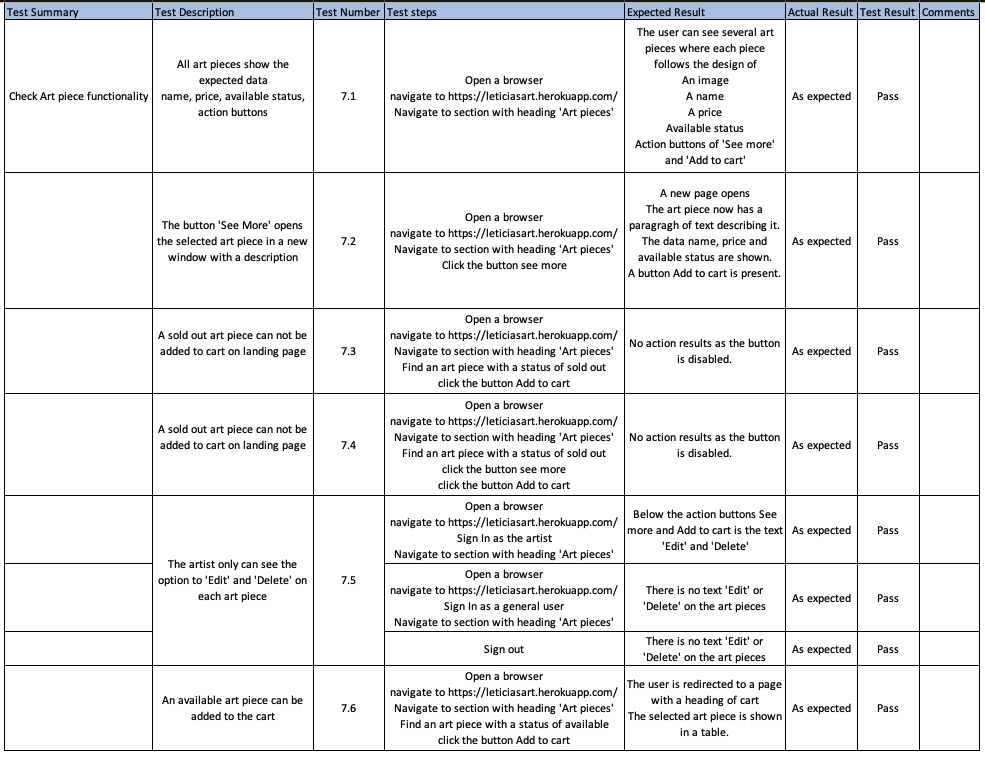 Test Summary Test Description Test Number Test steps Expected Result Actual Result Test Result Comments
Check Art piece functionality
All art pieces show the
expected data
name, price, available status,
action buttons
7.1
Open a browser
navigate to https://leticiasart.herokuapp.com/
Navigate to section with heading 'Art pieces'
The user can see several art
pieces where each piece
follows the design of
An image
A name
A price
Available status
Action buttons of 'See more'
and 'Add to cart'
As expected
Pass
The button 'See More' opens
the selected art piece in a new
window with a description
7.2
Open a browser
navigate to https://leticiasart.herokuapp.com/
Navigate to section with heading 'Art pieces'
Click the button see more
A new page opens
The art piece now has a
paragragh of text describing it.
The data name, price and
available status are shown.
A button Add to cart is present.
As expected
Pass
A sold out art piece can not be
added to cart on landing page
7.3
Open a browser
navigate to https://leticiasart.herokuapp.com/
Navigate to section with heading 'Art pieces'
Find an art piece with a status of sold out
click the button Add to cart
No action results as the button
is disabled.
As expected
Pass
A sold out art piece can not be
added to cart on landing page
7.4
Open a browser
navigate to https://leticiasart.herokuapp.com/
Navigate to section with heading 'Art pieces'
Find an art piece with a status of sold out
click the button see more
click the button Add to cart
No action results as the button
is disabled.
As expected
Pass
The artist only can see the
option to 'Edit' and 'Delete' on
each art piece
7.5
Open a browser
navigate to https://leticiasart.herokuapp.com/
Sign In as the artist
Navigate to section with heading 'Art pieces'
Below the action buttons See
more and Add to cart is the text
'Edit' and 'Delete'
As expected
Pass
Open a browser
navigate to https://leticiasart.herokuapp.com/
Sign In as a general user
Navigate to section with heading 'Art pieces'
There is no text 'Edit' or
'Delete' on the art pieces
As expected
Pass
Sign out
There is no text 'Edit' or
'Delete' on the art pieces
As expected
Pass
An available art piece can be
added to the cart
7.6
Open a browser
navigate to https://leticiasart.herokuapp.com/
Navigate to section with heading 'Art pieces'
Find an art piece with a status of available
click the button Add to cart
The user is redirected to a page
with a heading of cart
The selected art piece is shown
in a table.
As expected
Pass